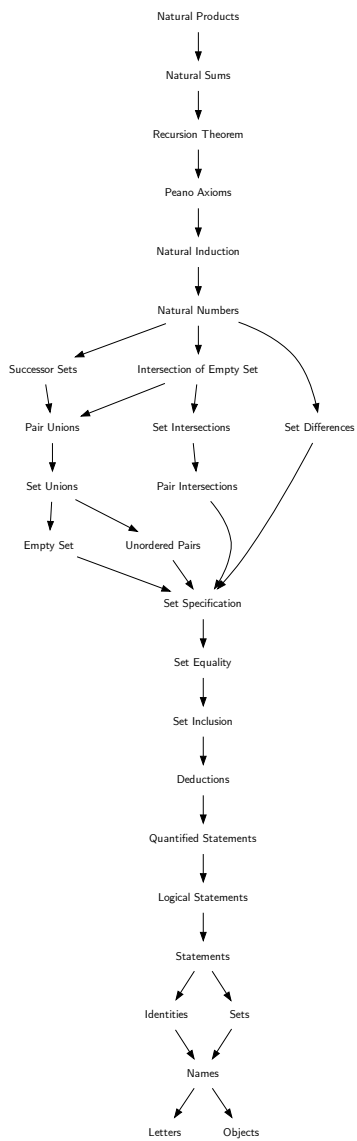 Natural Products
Natural Sums
Recursion Theorem
Peano Axioms
Natural Induction
Natural Numbers
Successor Sets
Intersection of Empty Set
Pair Unions
Set Intersections
Set Differences
Set Unions
Pair Intersections
Empty Set
Unordered Pairs
Set Specification
Set Equality
Set Inclusion
Deductions
Quantified Statements
Logical Statements
Statements
Identities
Sets
Names
Letters
Objects